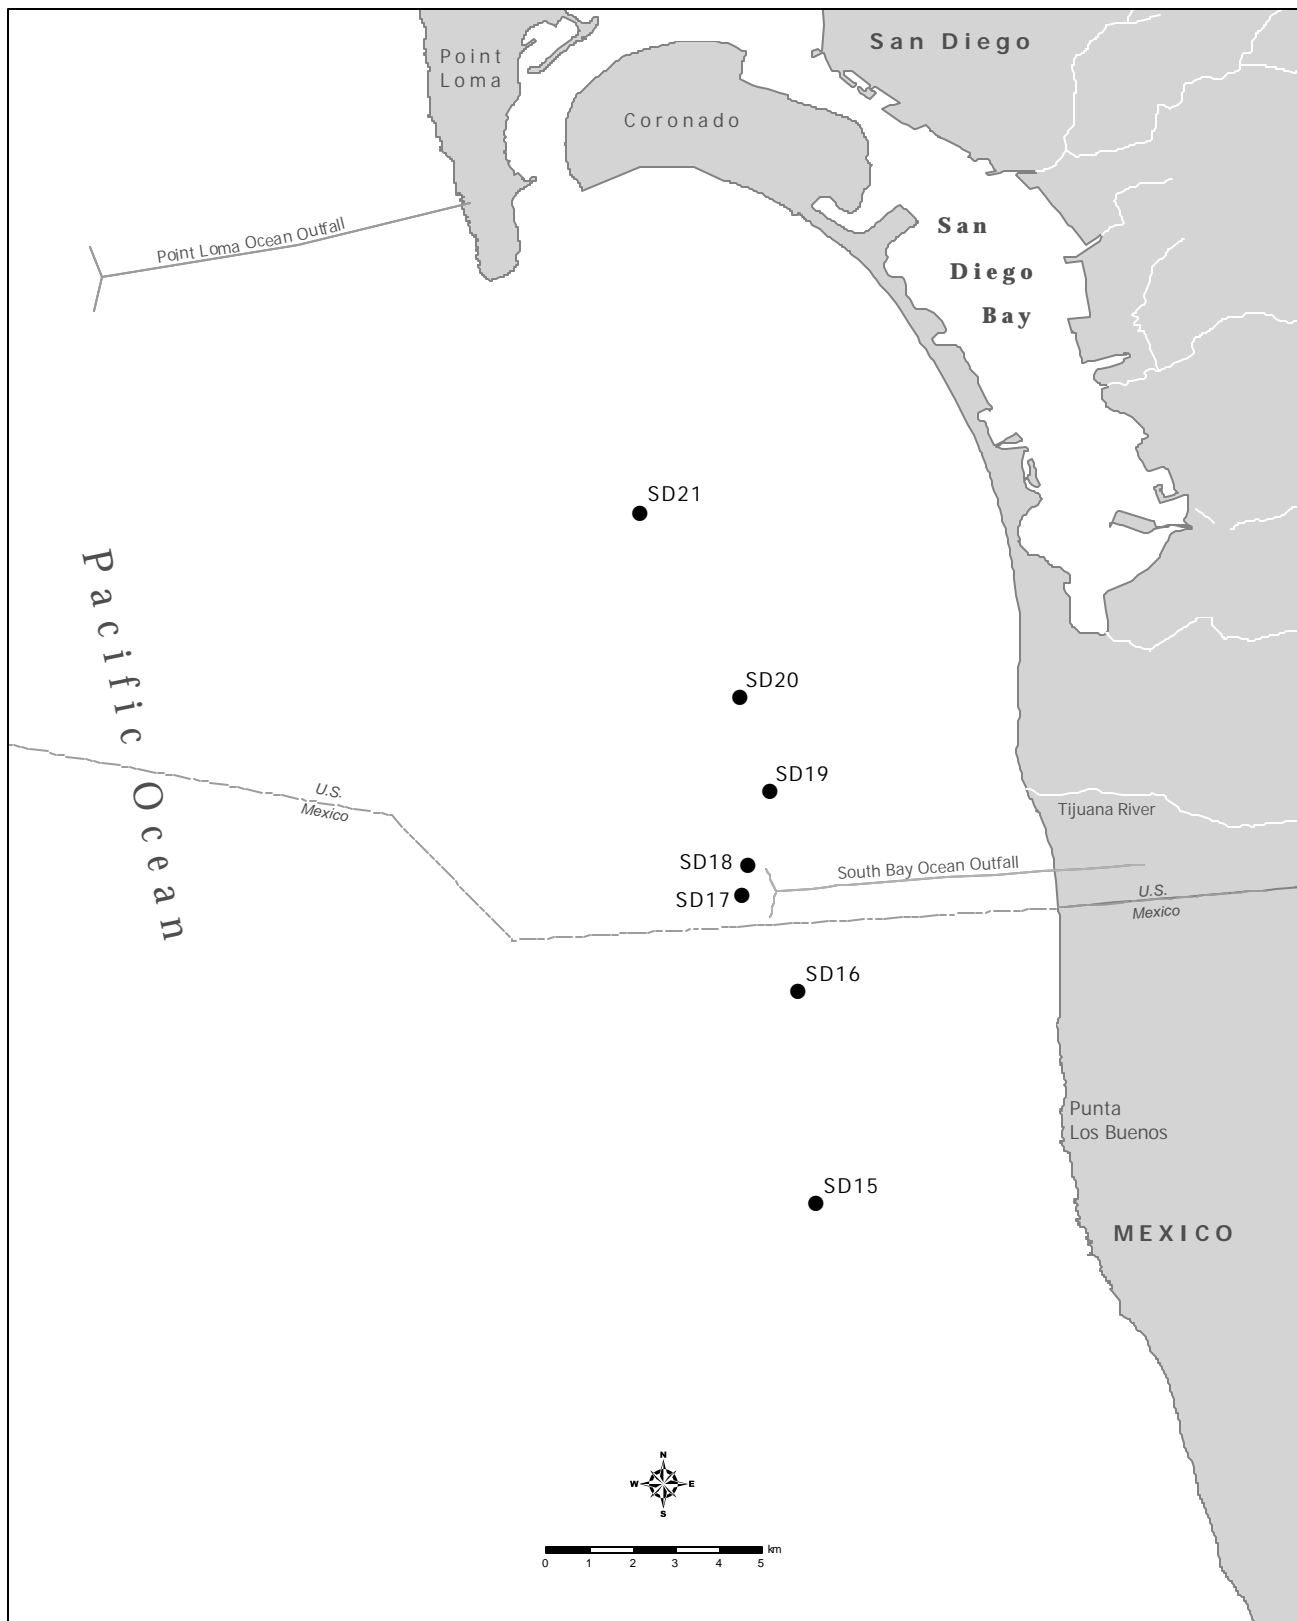 Point
Loma
San Diego
Coronado
Point Loma Ocean Outfall
San
Diego
Bay
SD21
Pacific Ocean
SD20
SD19
U.S.
Mexico
Tijuana River
SD18
South Bay Ocean Outfall
SD17
U.S.
Mexico
SD16
Punta
Los Buenos
SD15
MEXICO
N
W E
S
km
0 1 2 3 4 5